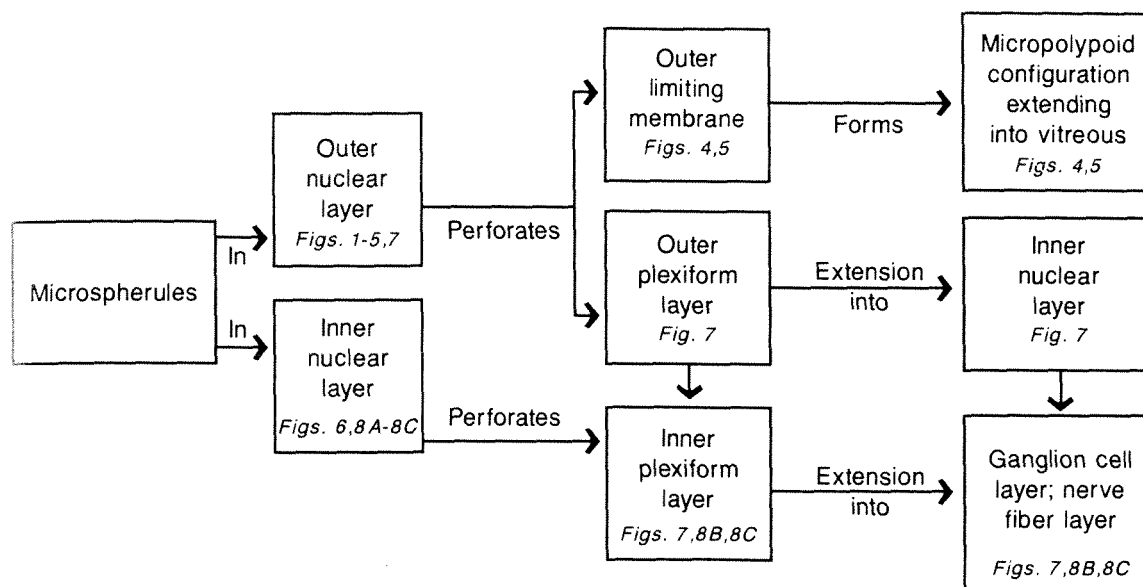 Microspherules
In
In
Outer
nuclear
layer
Figs. 1-5,7
Inner
nuclear
layer
Figs. 6,8A-8C
Perforates
Perforates
Outer
limiting
membrane
Figs. 4,5
Outer
plexiform
layer
Fig. 7
Inner
plexiform
layer
Figs. 7,8B,8C
Forms
Extension
into
Extension
into
Micropolypoid
configuration
extending
into vitreous
Figs. 4,5
Inner
nuclear
layer
Fig. 7
Ganglion cell
layer; nerve
fiber layer
Figs. 7,8B,8C